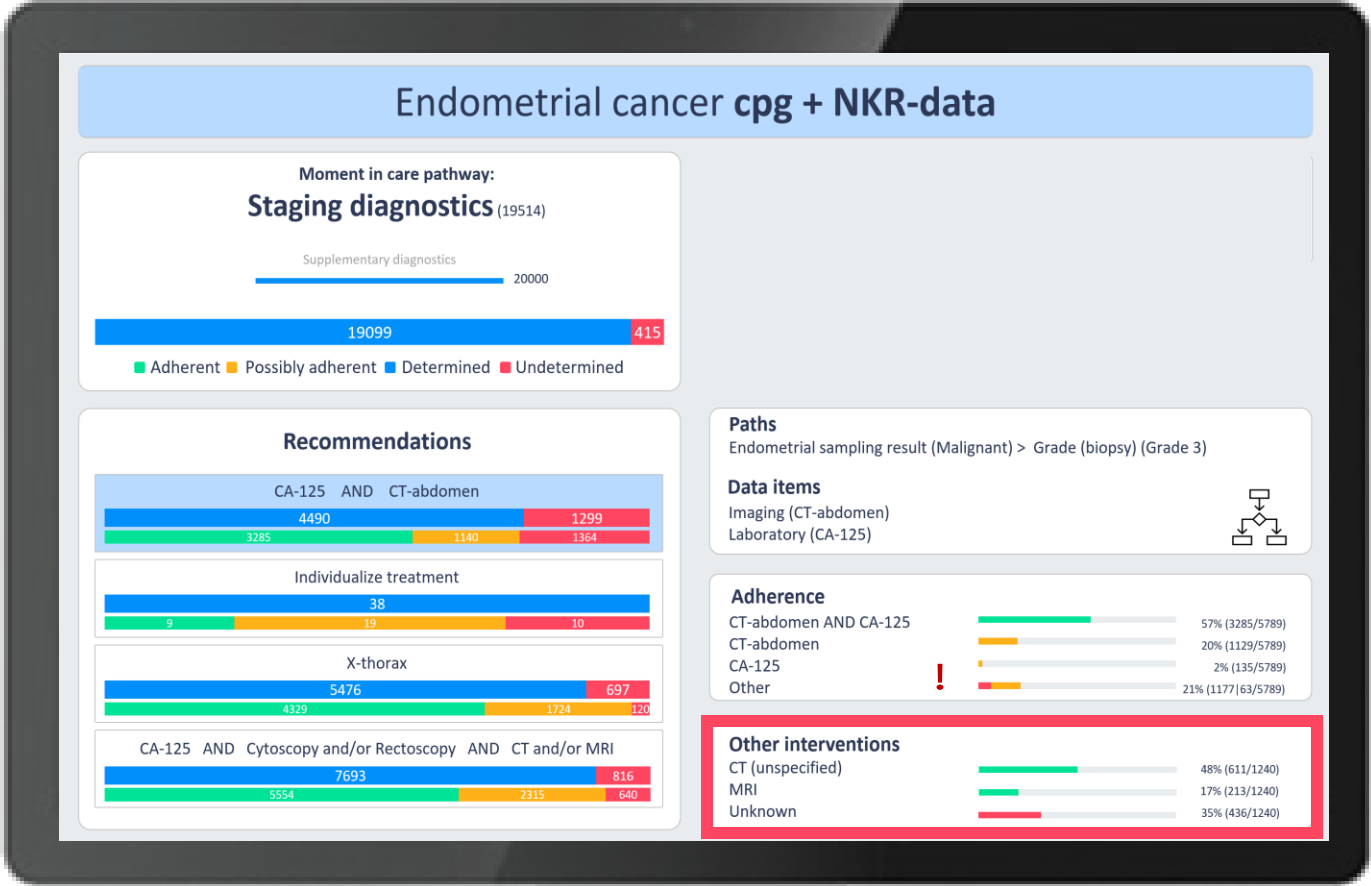 Endometrial cancer cpg + NKR-data
Moment in care pathway:
Staging diagnostics (19514)
Supplementary diagnostics
20000
19099 415
Adherent Possibly adherent Determined Undetermined
Recommendations
CA-125 AND CT-abdomen
4490 1299
3285 1140 1364
Individualize treatment
38
9 19 10
X-thorax
5476 697
4329 1724 120
CA-125 AND Cytoscopy and/or Rectoscopy AND CT and/or MRI
7693 816
5554 2315 640
Paths
Endometrial sampling result (Malignant) > Grade (biopsy) (Grade 3)
Data items
Imaging (CT-abdomen)
Laboratory (CA-125)
Adherence
CT-abdomen AND CA-125 57% (3285/5789)
CT-abdomen 20% (1129/5789)
CA-125 2% (135/5789)
Other ! 21% (1177|63/5789)
Other interventions
CT (unspecified) 48% (611/1240)
MRI 17% (213/1240)
Unknown 35% (436/1240)